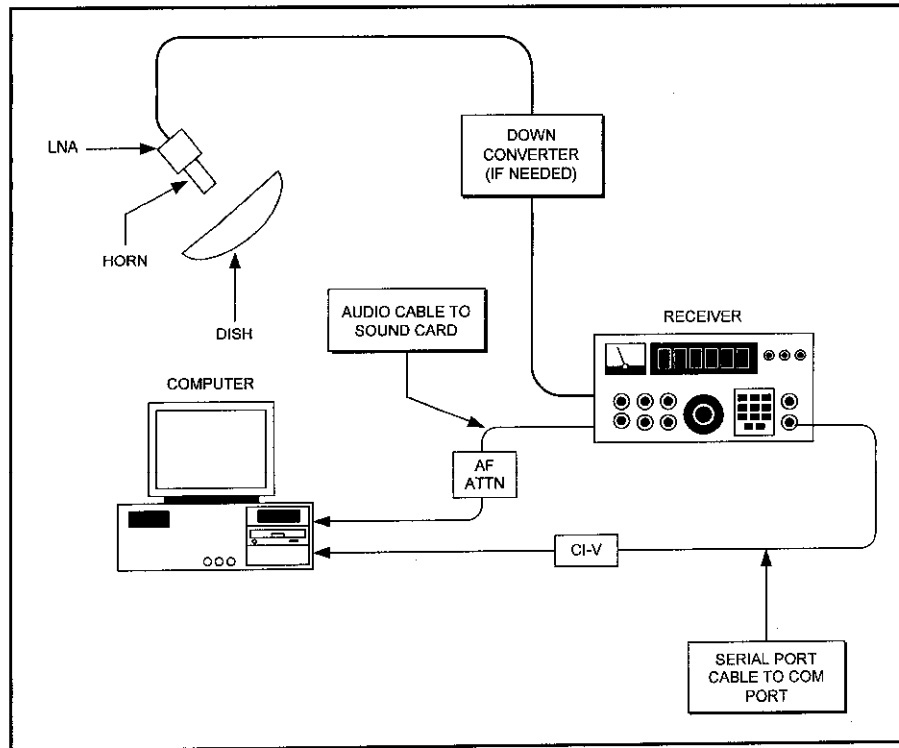 DOWN
CONVERTER
(IF NEEDED)
LNA
HORN
DISH
AUDIO CABLE TO
SOUND CARD
RECEIVER
COMPUTER
AF
ATTN
CI-V
SERIAL PORT
CABLE TO COM
PORT